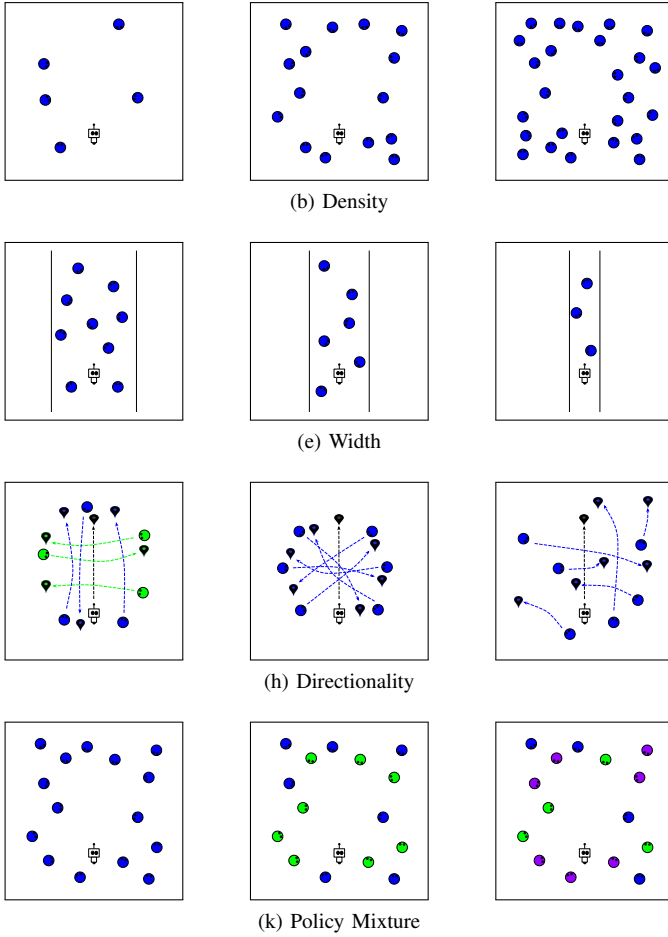 (b) Density
(e) Width
(h) Directionality
(k) Policy Mixture